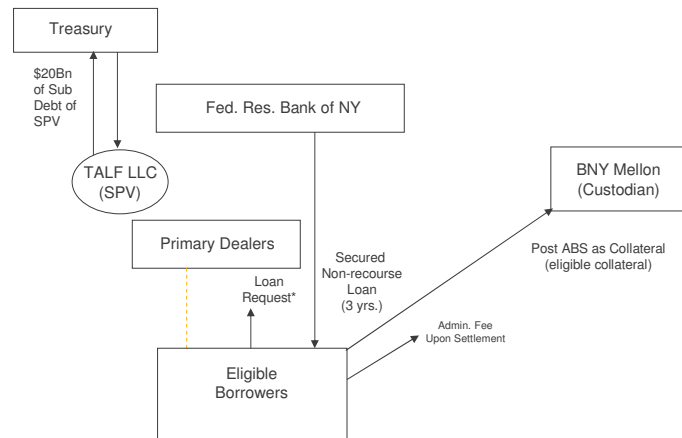 Treasury
$20Bn
of Sub
Debt of
SPV
Fed. Res. Bank of NY
TALF LLC
(SPV)
BNY Mellon
(Custodian)
Primary Dealers
Secured
Non-recourse
Loan
(3 yrs.)
Post ABS as Collateral
(eligible collateral)
Loan
Request*
Admin. Fee
Upon Settlement
Eligible
Borrowers